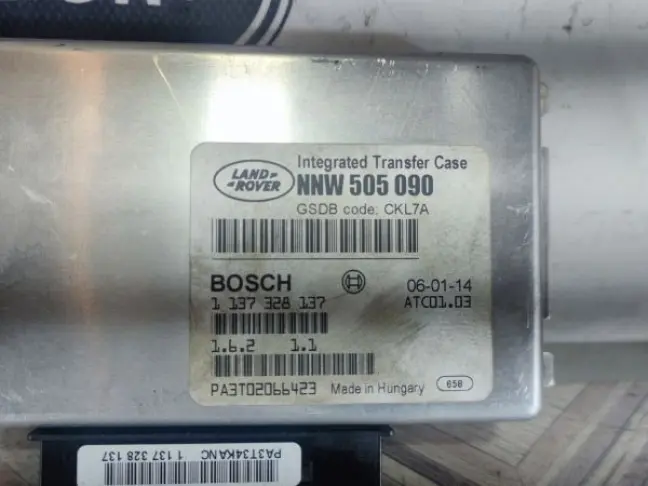 Integrated Transfer Case
LAND-
-ROVER
NNW 505 090
GSDB code: CKL7A
BOSCH
06-01-14
1 137 328 137
ATC01.03
1.6.2 1.1
PA3T02066423 Made in Hungary 650
PA3T34KANC 1 137 328 137